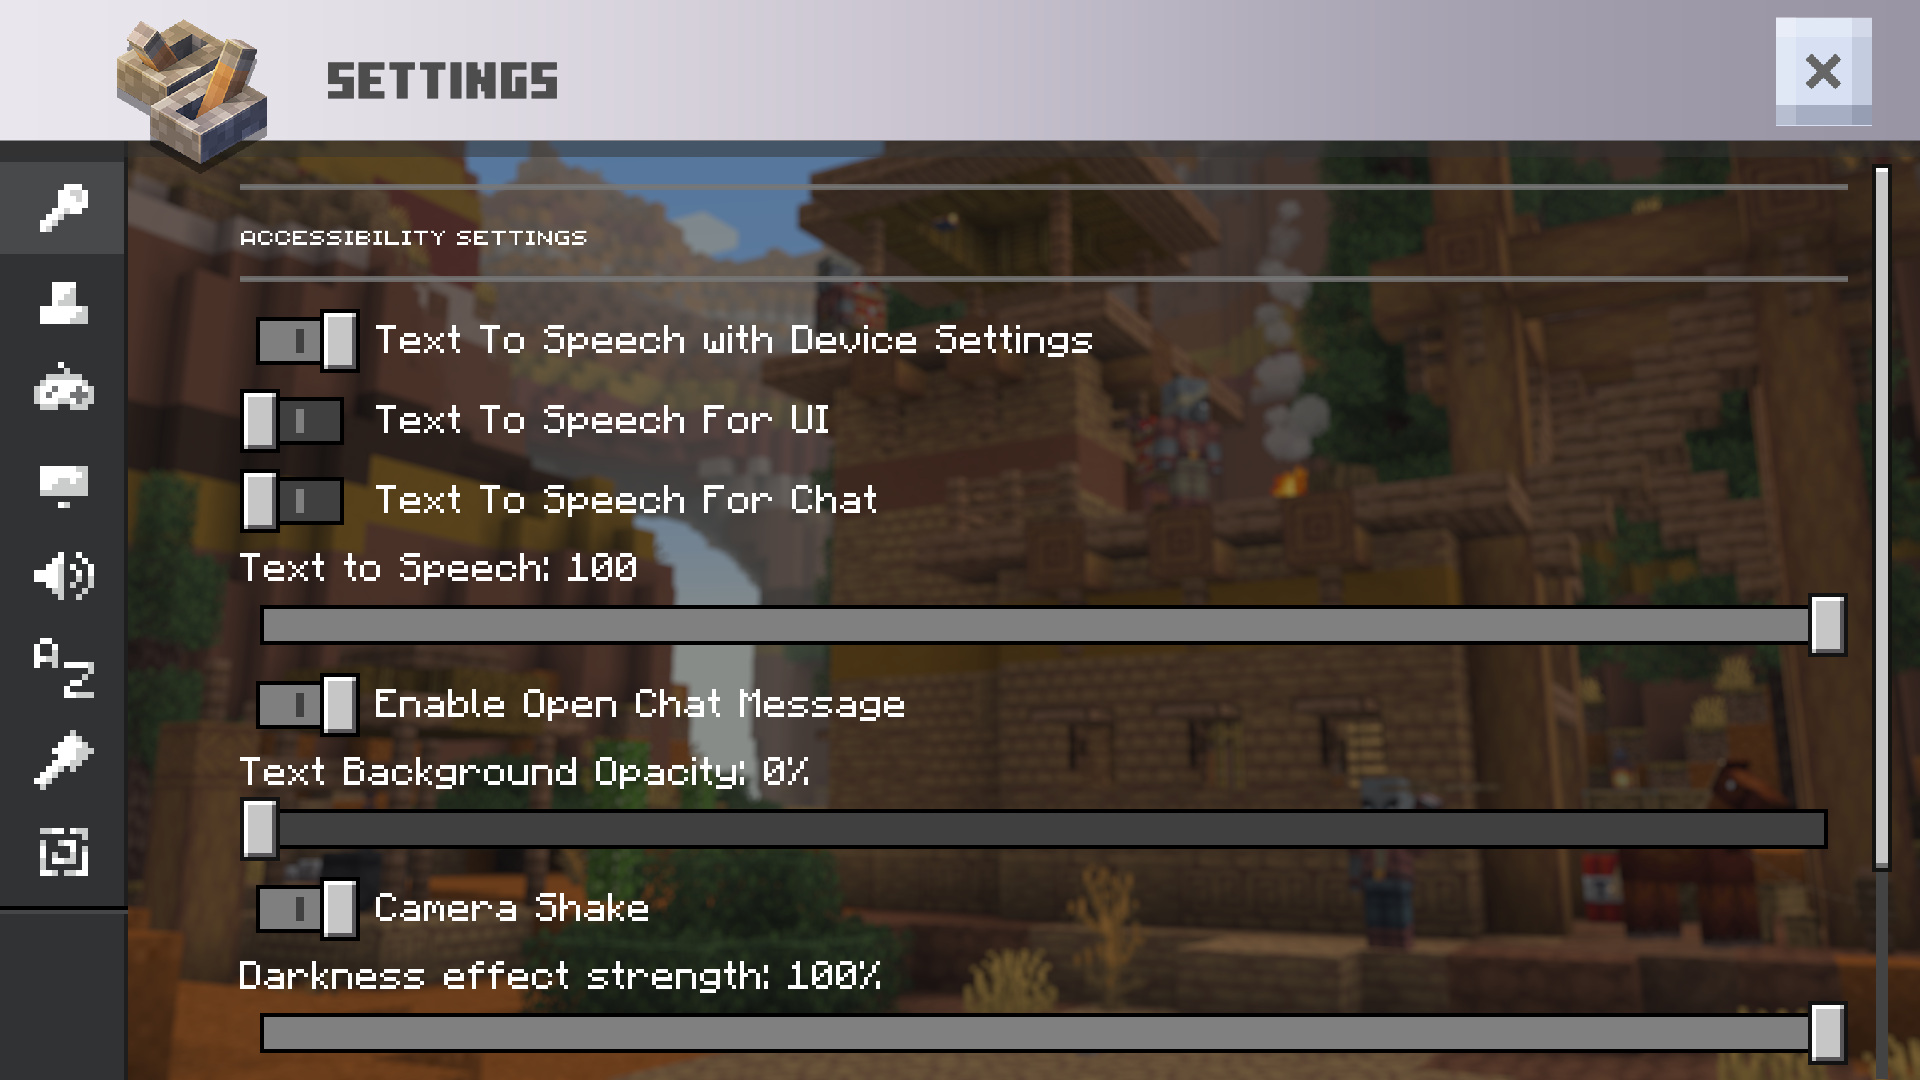 SETTINGS
ACCESSIBILITY SETTINGS
Text To Speech with Device Settings
Text To Speech For UI
Text To Speech For Chat
Text to Speech: 100
Enable Open Chat Message
Text Background Opacity: 0%
Camera Shake
Darkness effect strength: 100%